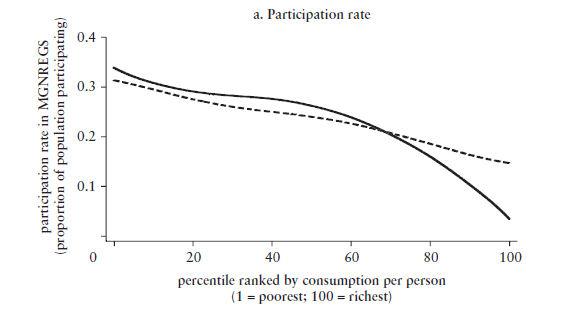 a. Participation rate
participation rate in MGNREGS
(proportion of population participating)
0.4
0.3
0.2
0.1
0 20 40 60 80 100
percentile ranked by consumption per person
(1 = poorest; 100 = richest)